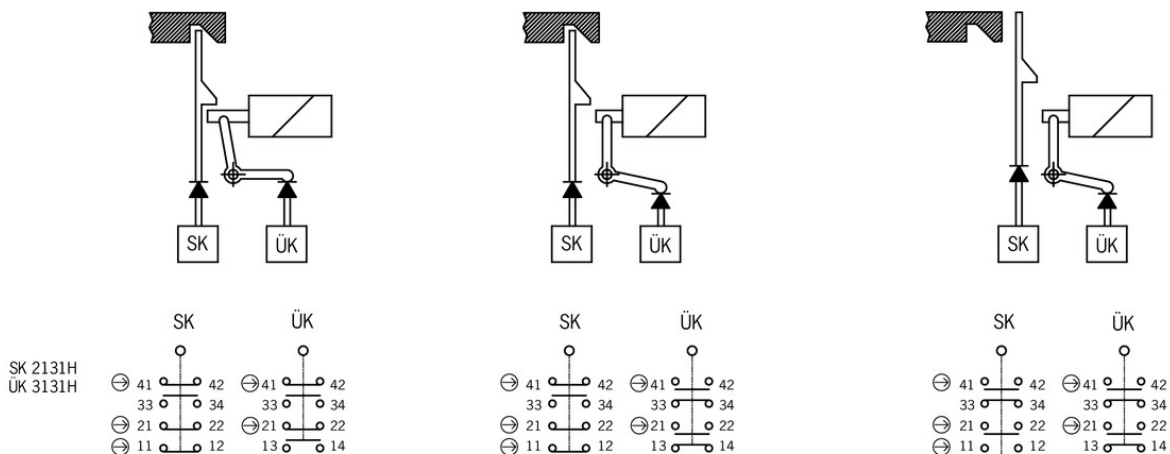 SK ÜK SK ÜK SK ÜK
SK ÜK SK ÜK SK ÜK
SK 2131H
ÜK 3131H
41 42 41 42 41 42 41 42 41 42 41 42
33 34 33 34 33 34 33 34 33 34 33 34
21 22 21 22 21 22 21 22 21 22 21 22
11 12 13 14 11 12 13 14 11 12 13 14